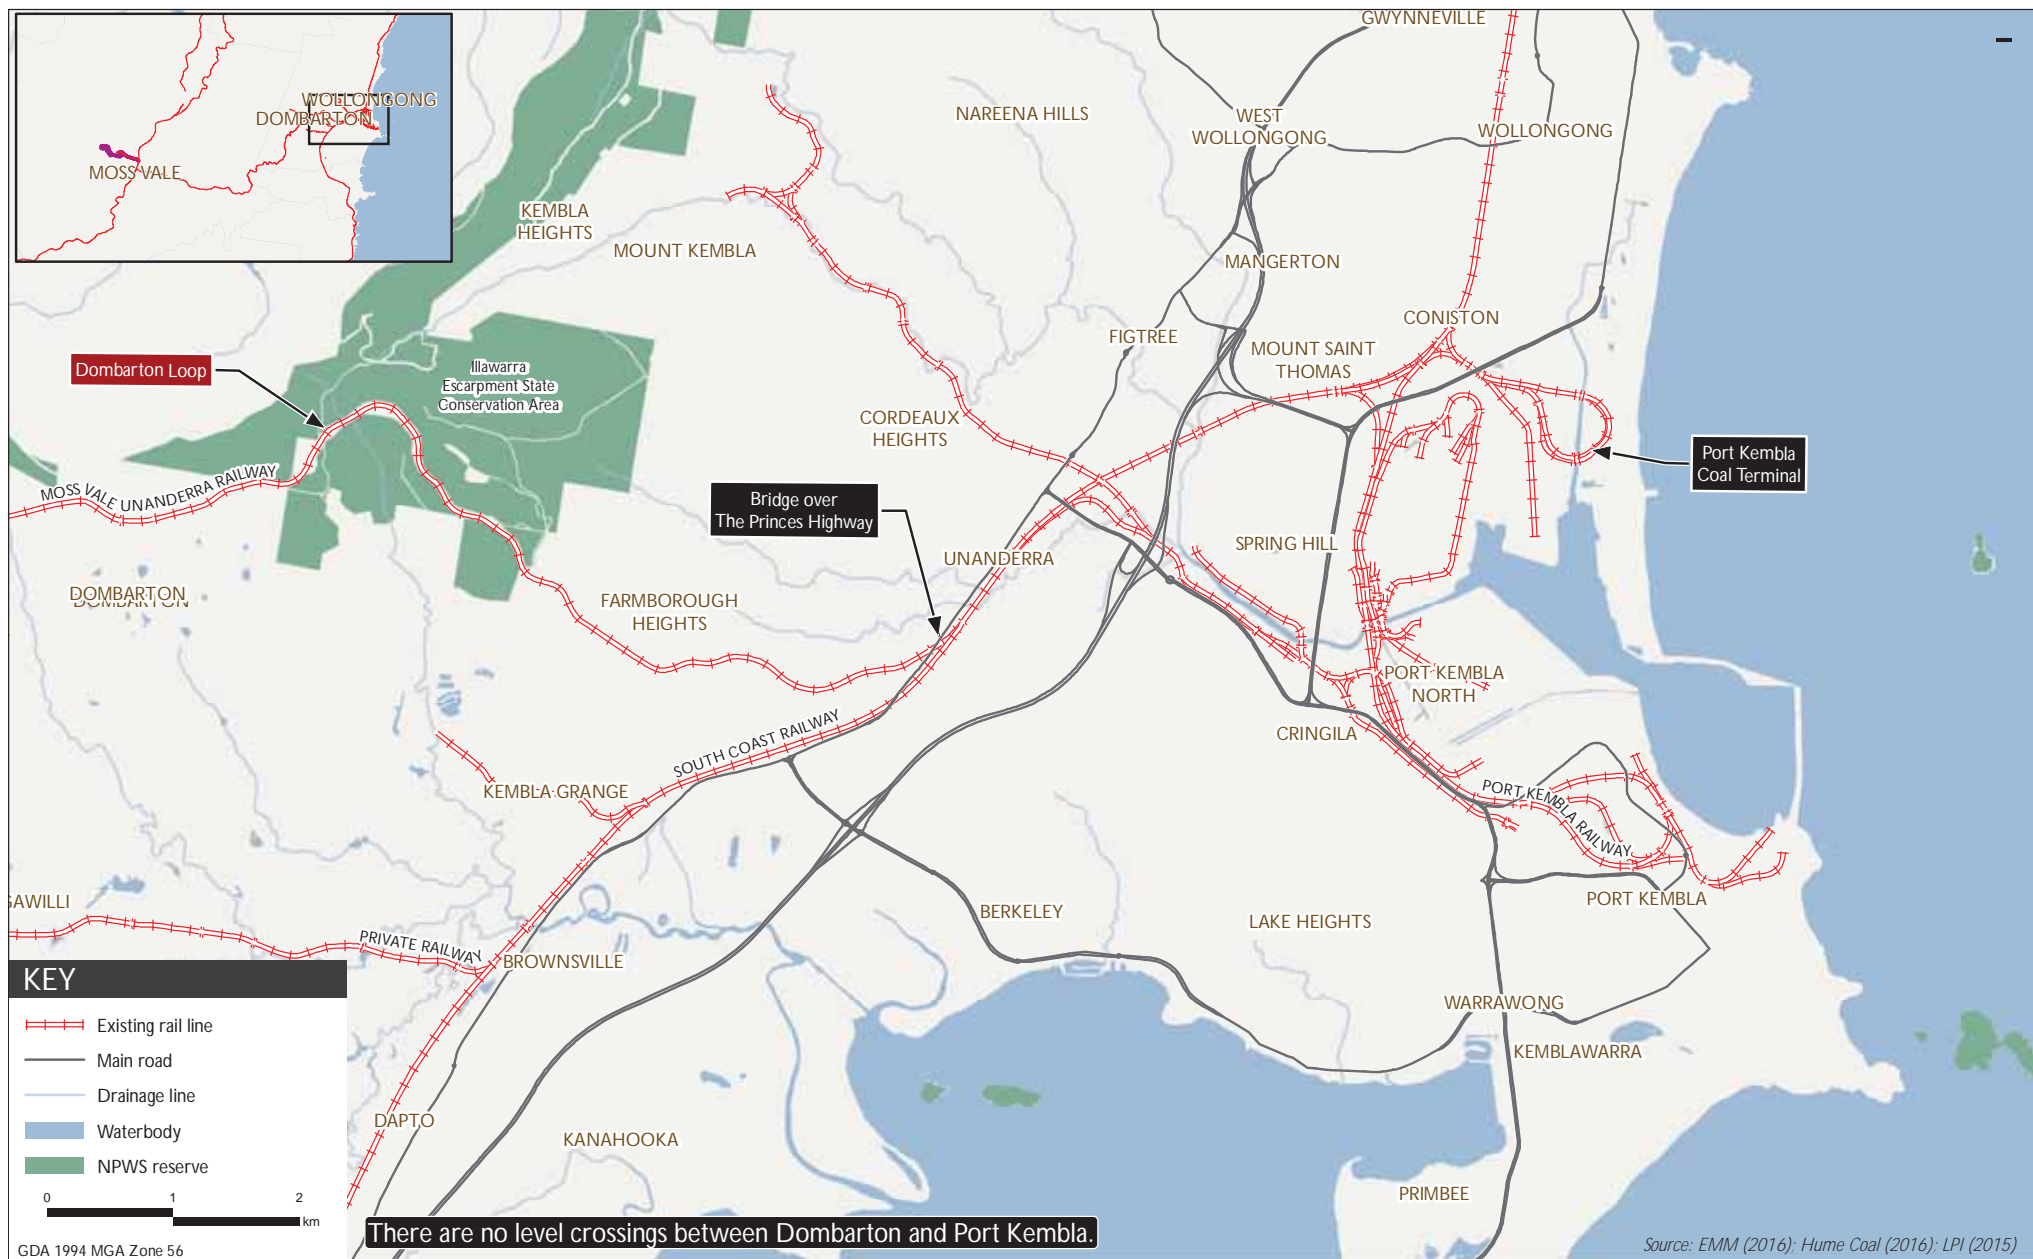 WOLLONGONG
DOMBARTON
MOSS VALE
GWYNNEVILLE
NAREENA HILLS
WEST
WOLLONGONG
WOLLONGONG
KEMBLA
HEIGHTS
MOUNT KEMBLA
MANGERTON
CONISTON
FIGTREE
MOUNT SAINT
THOMAS
Dombarton Loop
Illawarra
Escarpment State
Conservation Area
CORDEAUX
HEIGHTS
Port Kembla
Coal Terminal
MOSS VALE UNANDERRA RAILWAY
Bridge over
The Princes Highway
SPRING HILL
UNANDERRA
DOMBARTON
DOMBARTON
FARMBOROUGH
HEIGHTS
PORT KEMBLA
NORTH
CRINGILA
SOUTH COAST RAILWAY
KEMBLA GRANGE
PORT KEMBLA RAILWAY
GAWILLI
PORT KEMBLA
BERKELEY
LAKE HEIGHTS
PRIVATE RAILWAY
BROWNSVILLE
WARRAWONG
KEMBLAWARRA
DAPTO
KANAHOOKA
PRIMBEE
KEY
Existing rail line
Main road
Drainage line
Waterbody
NPWS reserve
0 1 2
km
GDA 1994 MGA Zone 56
There are no level crossings between Dombarton and Port Kembla.
Source: EMM (2016); Hume Coal (2016); LPI (2015)